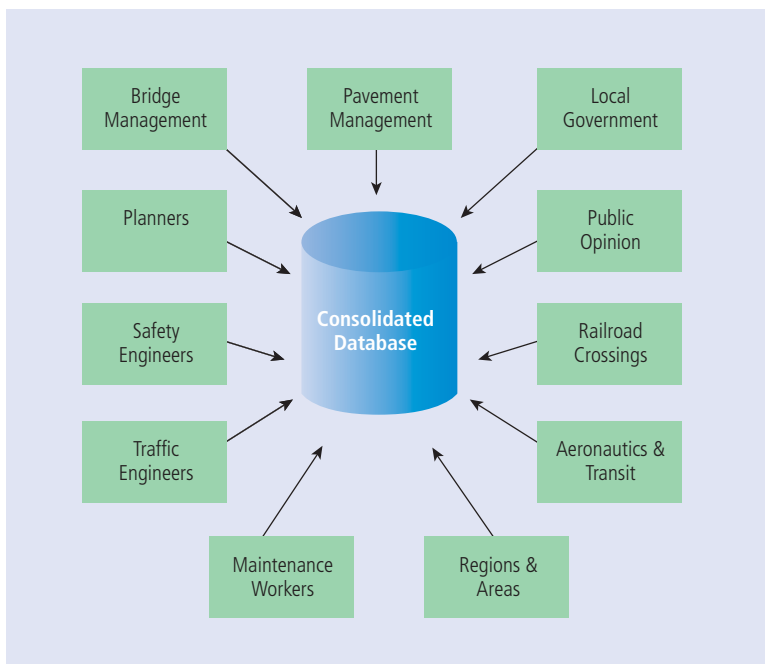 Bridge
Management
Pavement
Management
Local
Government
Planners
Public
Opinion
Consolidated
Database
Safety
Engineers
Railroad
Crossings
Traffic
Engineers
Aeronautics &
Transit
Maintenance
Workers
Regions &
Areas